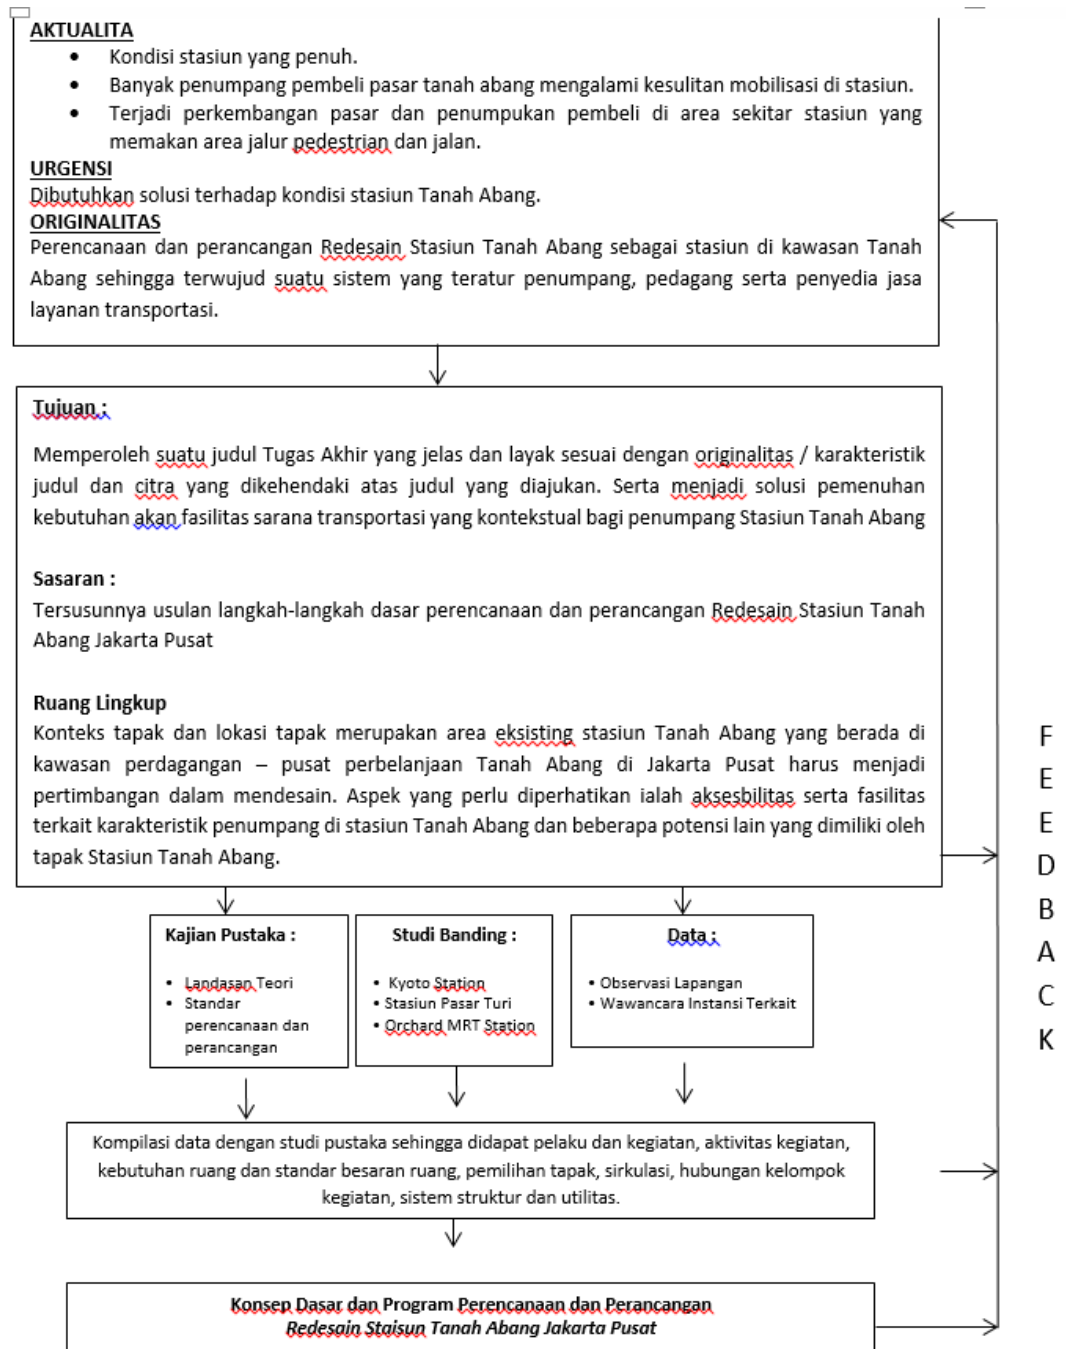 AKTUALITA
• Kondisi stasiun yang penuh.
• Banyak penumpang pembeli pasar tanah abang mengalami kesulitan mobilisasi di stasiun.
• Terjadi perkembangan pasar dan penumpukan pembeli di area sekitar stasiun yang
memakan area jalur pedestrian dan jalan.
URGENSI
Dibutuhkan solusi terhadap kondisi stasiun Tanah Abang.
ORIGINALITAS
Perencanaan dan perancangan Redesain Stasiun Tanah Abang sebagai stasiun di kawasan Tanah
Abang sehingga terwujud suatu sistem yang teratur penumpang, pedagang serta penyedia jasa
layanan transportasi.
Tujuan :
Memperoleh suatu judul Tugas Akhir yang jelas dan layak sesuai dengan originalitas / karakteristik
judul dan citra yang dikehendaki atas judul yang diajukan. Serta menjadi solusi pemenuhan
kebutuhan akan fasilitas sarana transportasi yang kontekstual bagi penumpang Stasiun Tanah Abang
Sasaran :
Tersusunnya usulan langkah-langkah dasar perencanaan dan perancangan Redesain Stasiun Tanah
Abang Jakarta Pusat
Ruang Lingkup
Konteks tapak dan lokasi tapak merupakan area eksisting stasiun Tanah Abang yang berada di
kawasan perdagangan – pusat perbelanjaan Tanah Abang di Jakarta Pusat harus menjadi
pertimbangan dalam mendesain. Aspek yang perlu diperhatikan ialah aksesbilitas serta fasilitas
terkait karakteristik penumpang di stasiun Tanah Abang dan beberapa potensi lain yang dimiliki oleh
tapak Stasiun Tanah Abang.
Kajian Pustaka :
• Landasan Teori
• Standar
perencanaan dan
perancangan
Studi Banding :
• Kyoto Station
• Stasiun Pasar Turi
• Orchard MRT Station
Data :
• Observasi Lapangan
• Wawancara Instansi Terkait
Kompilasi data dengan studi pustaka sehingga didapat pelaku dan kegiatan, aktivitas kegiatan,
kebutuhan ruang dan standar besaran ruang, pemilihan tapak, sirkulasi, hubungan kelompok
kegiatan, sistem struktur dan utilitas.
Konsep Dasar dan Program Perencanaan dan Perancangan
Redesain Staisun Tanah Abang Jakarta Pusat
F
E
E
D
B
A
C
K